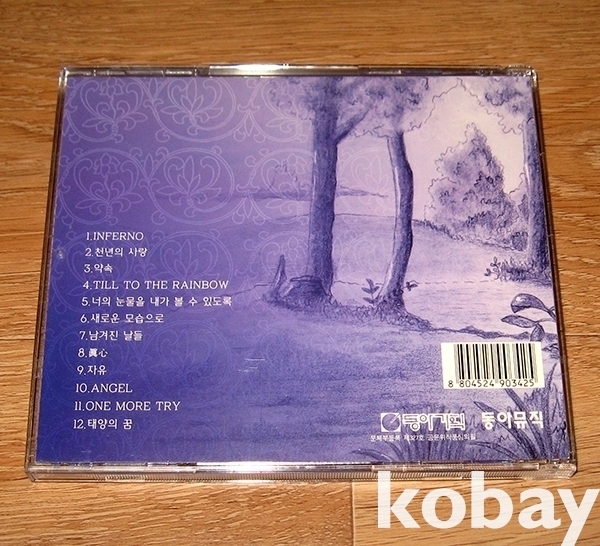 1.INFERNO
2.천년의 사랑
3.약속
4.TILL TO THE RAINBOW
5.너의 눈물을 내가 볼 수 있도록
6.새로운 모습으로
7.남겨진 날들
8.眞心
9.자유
10.ANGEL
11.ONE MORE TRY
12.태양의 꿈
8 804524 903425
동아기획 동아뮤직
kobay